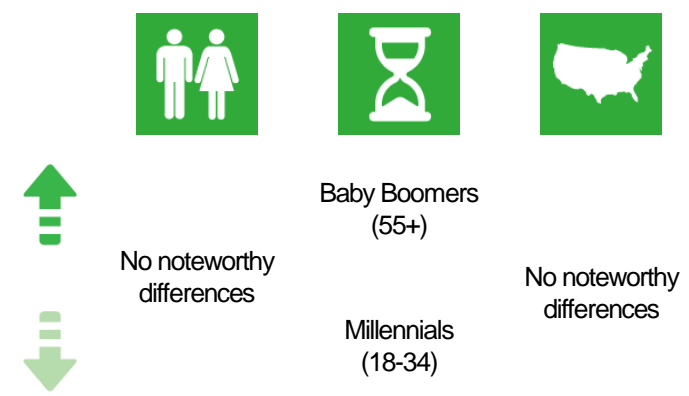 No noteworthy
differences
Baby Boomers
(55+)
Millennials
(18-34)
No noteworthy
differences